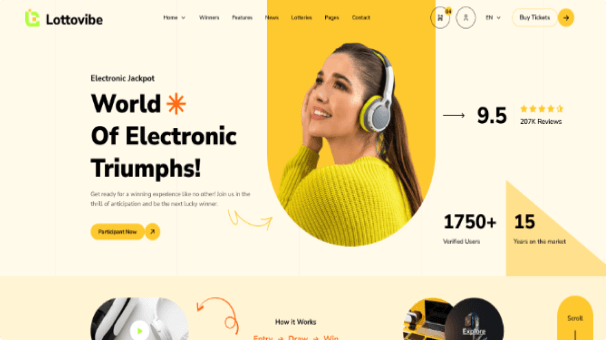 Lottovibe
Home
Winners
Features
News
Lotteries
Pages
Contact
EN
Buy Tickets
Electronic Jackpot
World
Of Electronic
Triumphs!
Get ready for a winning experience like no other! Join us in the
thrill of anticipation and be the next lucky winner.
Participant Now
9.5
207K Reviews
1750+
Verified Users
15
Years on the market
How it Works
Entry → Draw → Win
Explore
Scroll